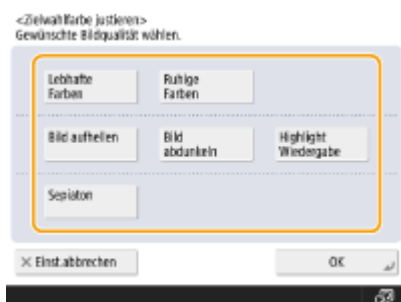 <Zielwahlfarbe justieren>
Gewünschte Bildqualität wählen.
Lebhafte
Farben
Ruhige
Farben
Bild aufhellen
Bild
abdunkeln
Highlight
Wiedergabe
Sepiaton
× Einst.abbrechen
OK